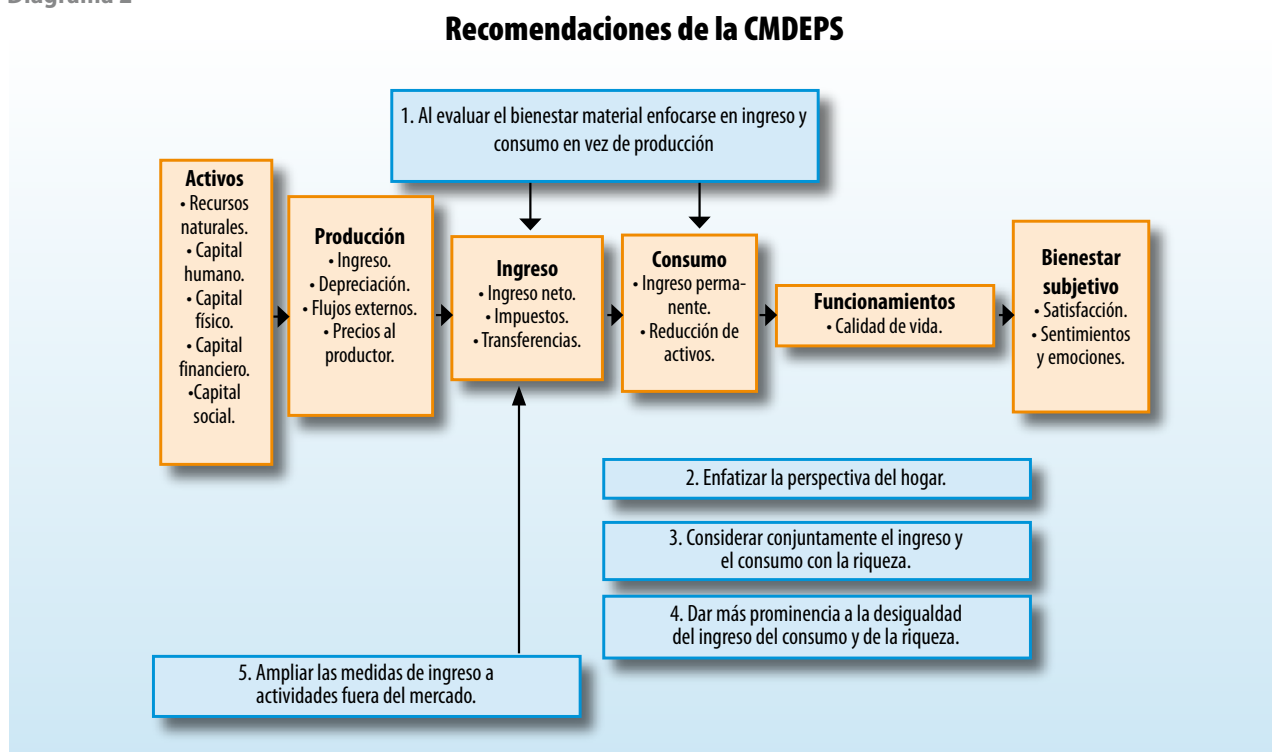 Diagrama 2
Recomendaciones de la CMDEPS
1. Al evaluar el bienestar material enfocarse en ingreso y
consumo en vez de producción
Activos
• Recursos
naturales.
• Capital
humano.
• Capital
físico.
• Capital
financiero.
•Capital
social.
Producción
• Ingreso.
• Depreciación.
• Flujos externos.
• Precios al
productor.
Ingreso
• Ingreso neto.
• Impuestos.
• Transferencias.
Consumo
• Ingreso perma-
nente.
• Reducción de
activos.
Funcionamientos
• Calidad de vida.
Bienestar
subjetivo
• Satisfacción.
• Sentimientos
y emociones.
2. Enfatizar la perspectiva del hogar.
3. Considerar conjuntamente el ingreso y
el consumo con la riqueza.
4. Dar más prominencia a la desigualdad
del ingreso del consumo y de la riqueza.
5. Ampliar las medidas de ingreso a
actividades fuera del mercado.